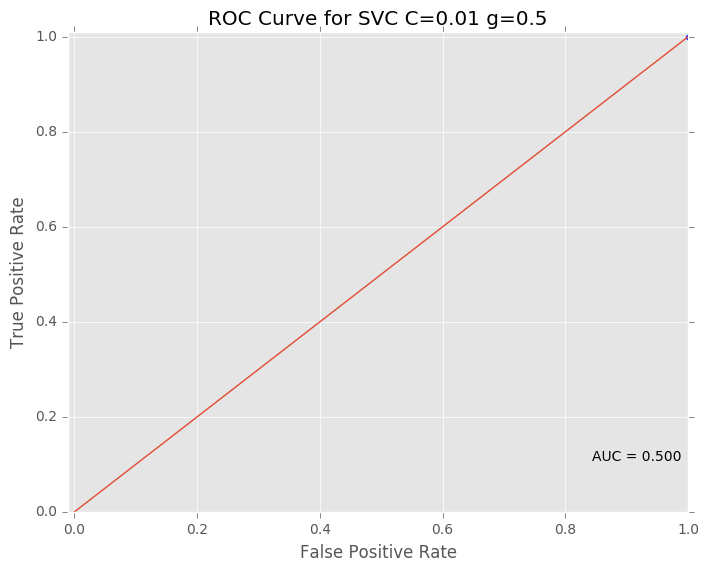 ROC Curve for SVC C=0.01 g=0.5
1.0
0.8
0.6
0.4
0.2
0.0
True Positive Rate
AUC = 0.500
0.0 0.2 0.4 0.6 0.8 1.0
False Positive Rate